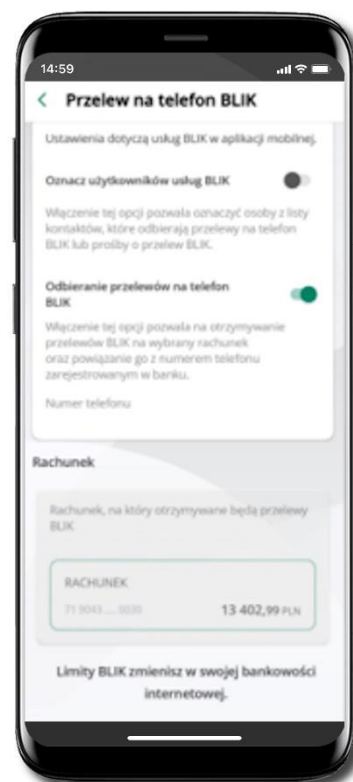 14:59
Przelew na telefon BLIK
Ustawienia dotyczą usług BLIK w aplikacji mobilnej.
Oznacz użytkowników usług BLIK
Włączenie tej opcji pozwala oznaczyć osoby z listy
kontaktów, które odbierają przelewy na telefon
BLIK lub prośby o przelew BLIK.
Odbieranie przelewów na telefon
BLIK
Włączenie tej opcji pozwala na otrzymywanie
przelewów BLIK na wybrany rachunek
oraz powiązanie go z numerem telefonu
zarejestrowanym w banku.
Numer telefonu
Rachunek
Rachunek, na który otrzymywane będą przelewy
BLIK
RACHUNEK
71 9043 .... 0030 13 402,99 PLN
Limity BLIK zmienisz w swojej bankowości
internetowej.